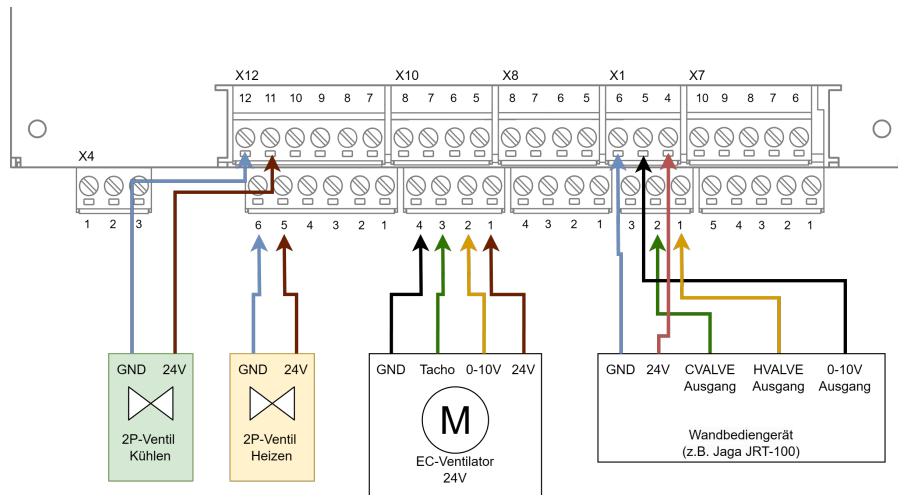 X12 X10 X8 X1 X7
12 11 10 9 8 7 8 7 6 5 8 7 6 5 6 5 4 10 9 8 7 6
X4
1 2 3 6 5 4 3 2 1 4 3 2 1 4 3 2 1 3 2 1 5 4 3 2 1
GND 24V
2P-Ventil
Kühlen
GND 24V
2P-Ventil
Heizen
GND Tacho 0-10V 24V
M
EC-Ventilator
24V
GND 24V CVALVE HVALVE 0-10V
Ausgang Ausgang Ausgang
Wandbediengerät
(z.B. Jaga JRT-100)